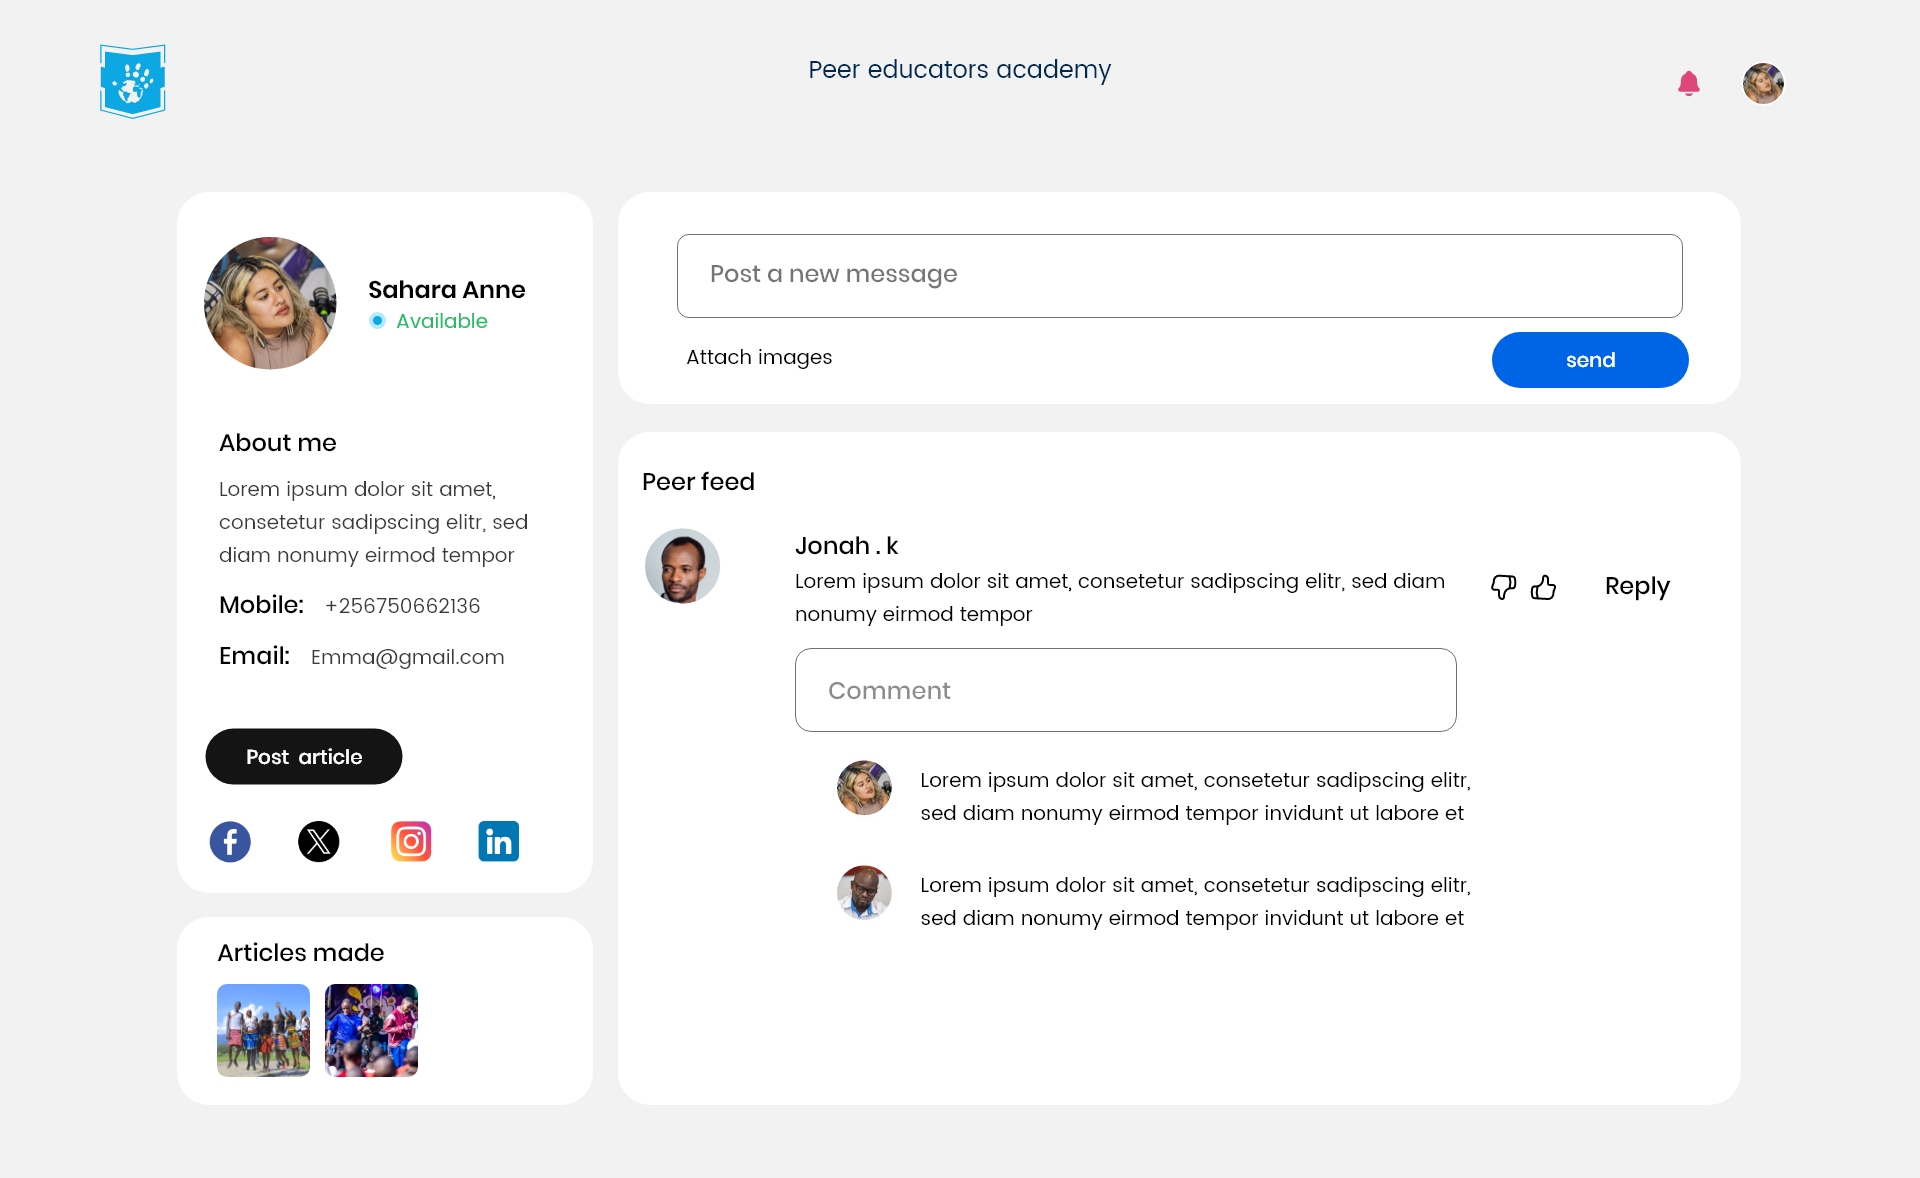 Peer educators academy
Sahara Anne
Available
About me
Lorem ipsum dolor sit amet,
consetetur sadipscing elitr, sed
diam nonumy eirmod tempor
Mobile: +256750662136
Email: Emma@gmail.com
Post article
Articles made
Post a new message
Attach images
send
Peer feed
Jonah . k
Lorem ipsum dolor sit amet, consetetur sadipscing elitr, sed diam
nonumy eirmod tempor
Reply
Comment
Lorem ipsum dolor sit amet, consetetur sadipscing elitr,
sed diam nonumy eirmod tempor invidunt ut labore et
Lorem ipsum dolor sit amet, consetetur sadipscing elitr,
sed diam nonumy eirmod tempor invidunt ut labore et